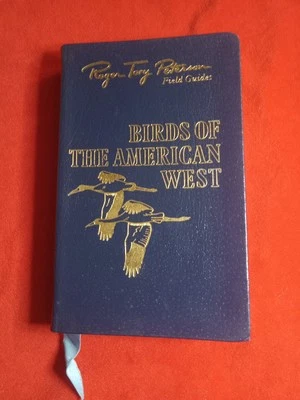 Roger Tory Peterson
Field Guides
BIRDS OF
THE AMERICAN
WEST